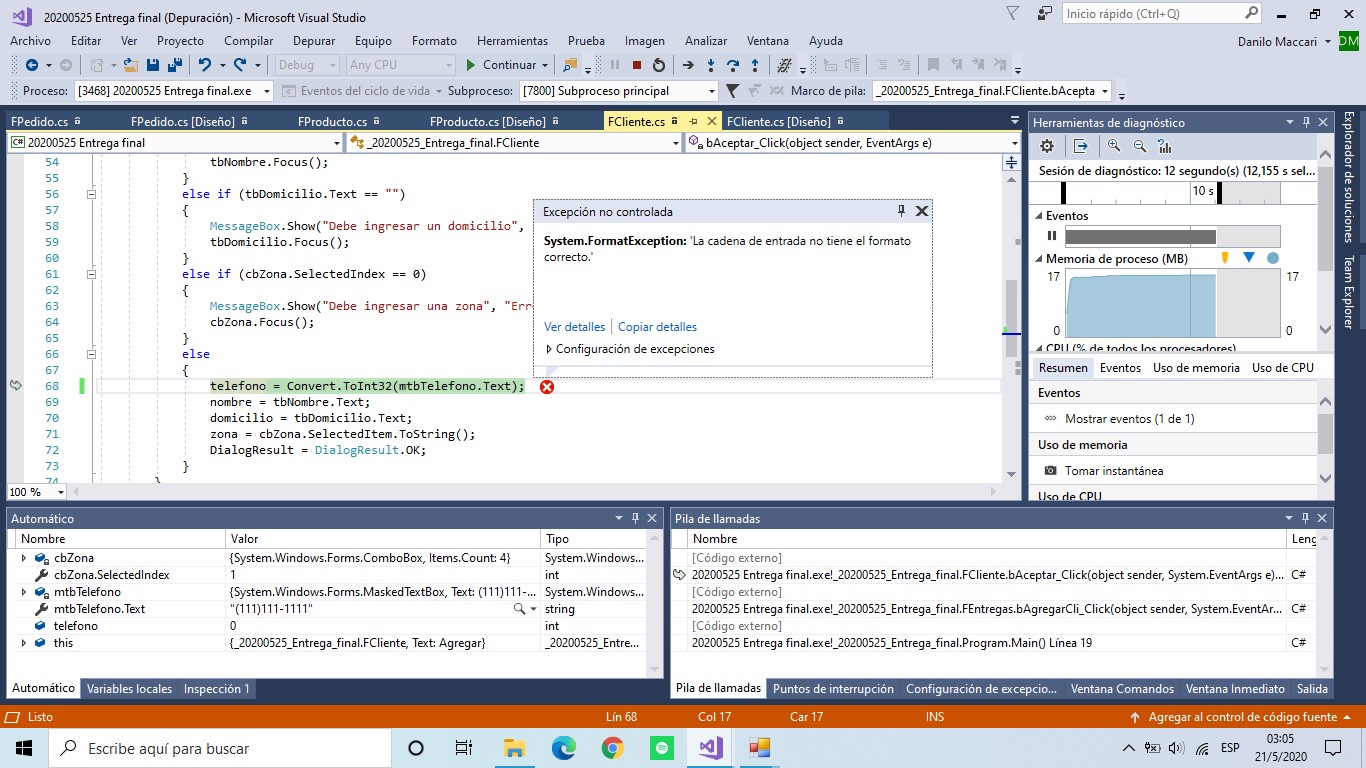 20200525 Entrega final (Depuración) - Microsoft Visual Studio
Inicio rápido (Ctrl+Q)
Archivo Editar Ver Proyecto Compilar Depurar Equipo Formato Herramientas Prueba Imagen Analizar Ventana Ayuda
Danilo Maccari DM
Debug Any CPU Continuar
Proceso: [3468] 20200525 Entrega final.exe Eventos del ciclo de vida Subproceso: [7800] Subproceso principal Marco de pila: _20200525_Entrega_final.FCliente.bAcepta
FPedido.cs FPedido.cs [Diseño] FProducto.cs FProducto.cs [Diseño] FCliente.cs FCliente.cs [Diseño]
C# 20200525 Entrega final _20200525_Entrega_final.FCliente bAceptar_Click(object sender, EventArgs e)
54 tbNombre.Focus();
55 }
56 else if (tbDomicilio.Text == "")
57 {
58 MessageBox.Show("Debe ingresar un domicilio",
59 tbDomicilio.Focus();
60 }
61 else if (cbZona.SelectedIndex == 0)
62 {
63 MessageBox.Show("Debe ingresar una zona", "Err
64 cbZona.Focus();
65 }
66 else
67 {
68 telefono = Convert.ToInt32(mtbTelefono.Text);
69 nombre = tbNombre.Text;
70 domicilio = tbDomicilio.Text;
71 zona = cbZona.SelectedItem.ToString();
72 DialogResult = DialogResult.OK;
73 }
74 }
100 %
Excepción no controlada
System.FormatException: 'La cadena de entrada no tiene el formato
correcto.'
Ver detalles Copiar detalles
Configuración de excepciones
Herramientas de diagnóstico
Sesión de diagnóstico: 12 segundo(s) (12,155 s sel...
10 s
Eventos
Memoria de proceso (MB)
17 17
0 0
CPU (% de todos los procesadores)
Resumen Eventos Uso de memoria Uso de CPU
Eventos
Mostrar eventos (1 de 1)
Uso de memoria
Tomar instantánea
Uso de CPU
Explorador de soluciones
Team Explorer
Automático
Nombre Valor Tipo
cbZona {System.Windows.Forms.ComboBox, Items.Count: 4} System.Windows...
cbZona.SelectedIndex 1 int
mtbTelefono {System.Windows.Forms.MaskedTextBox, Text: (111)111-... System.Windows...
mtbTelefono.Text "(111)111-1111" string
telefono 0 int
this {_20200525_Entrega_final.FCliente, Text: Agregar} _20200525_Entre...
Automático Variables locales Inspección 1
Pila de llamadas
Nombre Leng
[Código externo]
20200525 Entrega final.exe!_20200525_Entrega_final.FCliente.bAceptar_Click(object sender, System.EventArgs e)... C#
[Código externo]
20200525 Entrega final.exe!_20200525_Entrega_final.FEntregas.bAgregarCli_Click(object sender, System.EventAr... C#
[Código externo]
20200525 Entrega final.exe!_20200525_Entrega_final.Program.Main() Línea 19 C#
Pila de llamadas Puntos de interrupción Configuración de excepcio... Ventana Comandos Ventana Inmediato Salida
Listo Lín 68 Col 17 Car 17 INS Agregar al control de código fuente
Escribe aquí para buscar
ESP
03:05
21/5/2020